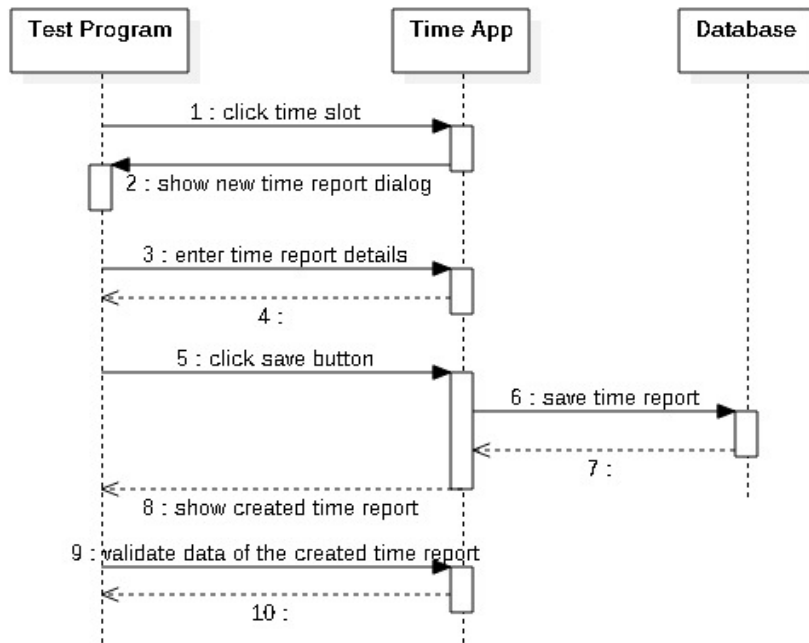 Test Program
Time App
Database
1 : click time slot
2 : show new time report dialog
3 : enter time report details
4 :
5 : click save button
6 : save time report
7 :
8 : show created time report
9 : validate data of the created time report
10 :